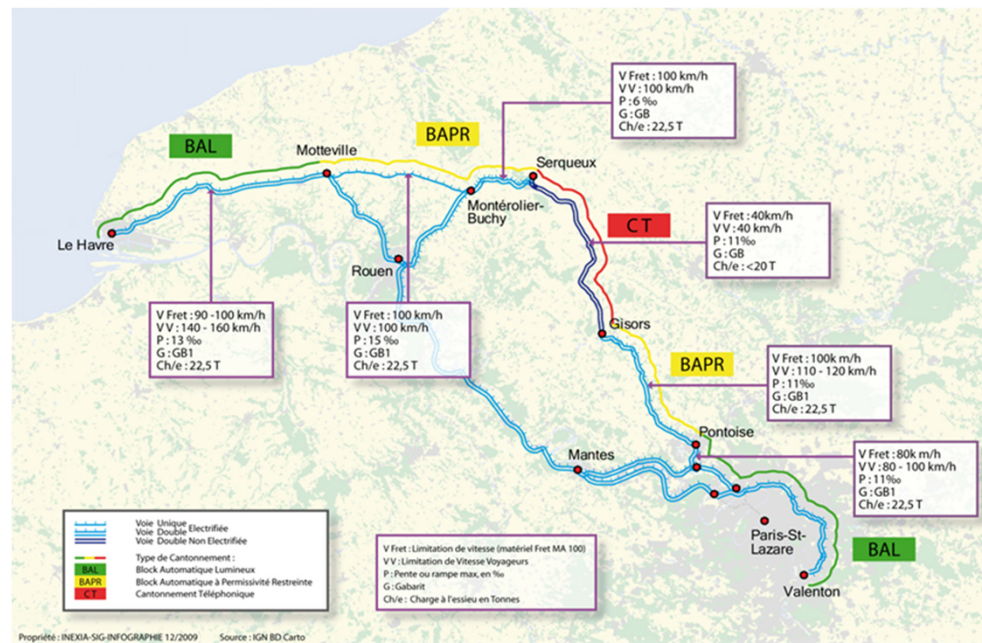 V Fret : 100 km/h
V V : 100 km/h
P : 6 ‰
G : GB
Ch/e : 22,5 T
BAL
BAPR
Motteville
Serqueux
Montérolier-
Buchy
CT
V Fret : 40km/h
V V : 40 km/h
P : 11‰
G : GB
Ch/e : <20 T
Le Havre
Rouen
V Fret : 90 -100 km/h
V V : 140 - 160 km/h
P : 13 ‰
G : GB1
Ch/e : 22,5 T
V Fret : 100 km/h
V V : 100 km/h
P : 15 ‰
G : GB1
Ch/e : 22,5 T
Gisors
BAPR
V Fret : 100k m/h
V V : 110 - 120 km/h
P : 11‰
G : GB1
Ch/e : 22,5 T
Pontoise
Mantes
V Fret : 80k m/h
V V : 80 - 100 km/h
P : 11‰
G : GB1
Ch/e : 22,5 T
Paris-St-
Lazare
BAL
Valenton
Voie Unique
Voie Double Electrifiée
Voie Double Non Electrifiée
Type de Cantonnement :
BAL Block Automatique Lumineux
BAPR Block Automatique à Permissivité Restreinte
CT Cantonnement Téléphonique
V Fret : Limitation de vitesse (matériel Fret MA 100)
V V : Limitation de Vitesse Voyageurs
P : Pente ou rampe max, en ‰
G : Gabarit
Ch/e : Charge à l'essieu en Tonnes
Propriété : INEXIA-SIG-INFOGRAPHIE 12/2009 Source : IGN BD Carto